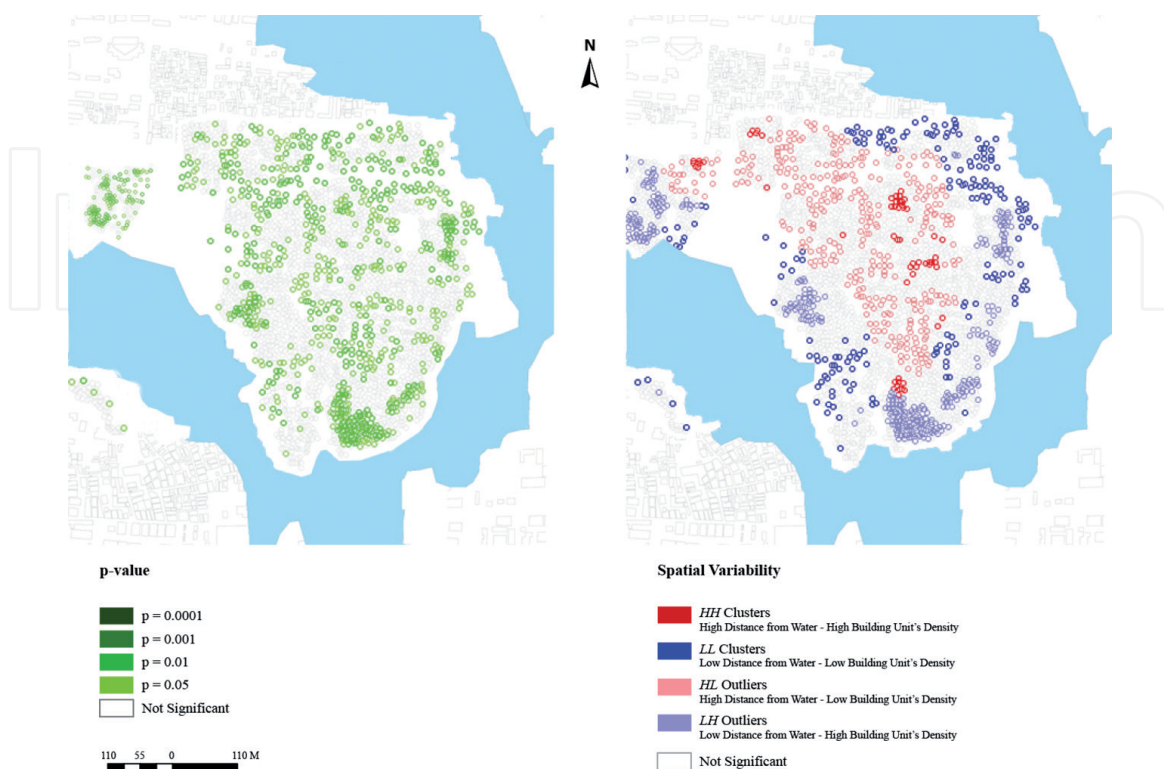 N
p-value
p = 0.0001
p = 0.001
p = 0.01
p = 0.05
Not Significant
110 55 0 110 M
Spatial Variability
HH Clusters
High Distance from Water - High Building Unit's Density
LL Clusters
Low Distance from Water - Low Building Unit's Density
HL Outliers
High Distance from Water - Low Building Unit's Density
LH Outliers
Low Distance from Water - High Building Unit's Density
Not Significant